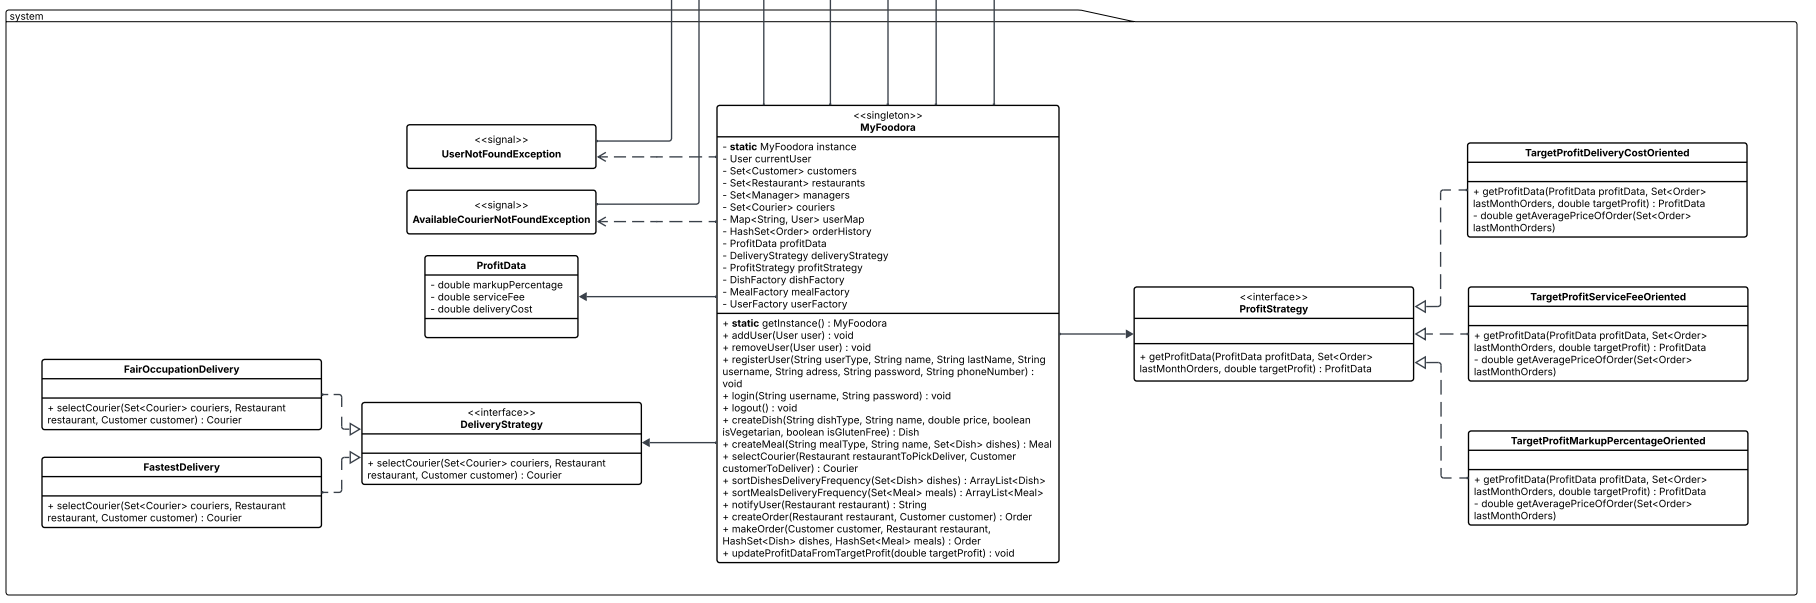 system
<<signal>>
UserNotFoundException
<<signal>>
AvailableCourierNotFoundException
ProfitData
- double markupPercentage
- double serviceFee
- double deliveryCost
FairOccupationDelivery
+ selectCourier(Set<Courier> couriers, Restaurant
restaurant, Customer customer) : Courier
FastestDelivery
+ selectCourier(Set<Courier> couriers, Restaurant
restaurant, Customer customer) : Courier
<<interface>>
DeliveryStrategy
+ selectCourier(Set<Courier> couriers, Restaurant
restaurant, Customer customer) : Courier
<<singleton>>
MyFoodora
- static MyFoodora instance
- User currentUser
- Set<Customer> customers
- Set<Restaurant> restaurants
- Set<Manager> managers
- Set<Courier> couriers
- Map<String, User> userMap
- HashSet<Order> orderHistory
- ProfitData profitData
- DeliveryStrategy deliveryStrategy
- ProfitStrategy profitStrategy
- DishFactory dishFactory
- MealFactory mealFactory
- UserFactory userFactory
+ static getInstance() : MyFoodora
+ addUser(User user) : void
+ removeUser(User user) : void
+ registerUser(String userType, String name, String lastName, String
username, String adress, String password, String phoneNumber) :
void
+ login(String username, String password) : void
+ logout() : void
+ createDish(String dishType, String name, double price, boolean
isVegetarian, boolean isGlutenFree) : Dish
+ createMeal(String mealType, String name, Set<Dish> dishes) : Meal
+ selectCourier(Restaurant restaurantToPickDeliver, Customer
customerToDeliver) : Courier
+ sortDishesDeliveryFrequency(Set<Dish> dishes) : ArrayList<Dish>
+ sortMealsDeliveryFrequency(Set<Meal> meals) : ArrayList<Meal>
+ notifyUser(Restaurant restaurant) : String
+ createOrder(Restaurant restaurant, Customer customer) : Order
+ makeOrder(Customer customer, Restaurant restaurant,
HashSet<Dish> dishes, HashSet<Meal> meals) : Order
+ updateProfitDataFromTargetProfit(double targetProfit) : void
<<interface>>
ProfitStrategy
+ getProfitData(ProfitData profitData, Set<Order>
lastMonthOrders, double targetProfit) : ProfitData
TargetProfitDeliveryCostOriented
+ getProfitData(ProfitData profitData, Set<Order>
lastMonthOrders, double targetProfit) : ProfitData
- double getAveragePriceOfOrder(Set<Order>
lastMonthOrders)
TargetProfitServiceFeeOriented
+ getProfitData(ProfitData profitData, Set<Order>
lastMonthOrders, double targetProfit) : ProfitData
- double getAveragePriceOfOrder(Set<Order>
lastMonthOrders)
TargetProfitMarkupPercentageOriented
+ getProfitData(ProfitData profitData, Set<Order>
lastMonthOrders, double targetProfit) : ProfitData
- double getAveragePriceOfOrder(Set<Order>
lastMonthOrders)